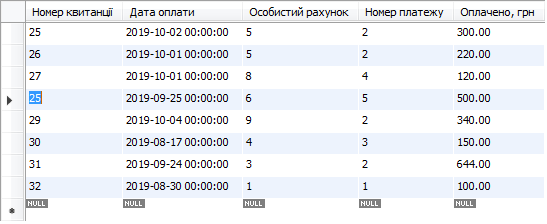 Номер квитанції Дата оплати Особистий рахунок Номер платежу Оплачено, грн
25 2019-10-02 00:00:00 5 2 300.00
26 2019-10-01 00:00:00 5 2 220.00
27 2019-10-01 00:00:00 8 4 120.00
25 2019-09-25 00:00:00 6 5 500.00
29 2019-10-04 00:00:00 9 2 340.00
30 2019-08-17 00:00:00 4 3 150.00
31 2019-09-24 00:00:00 3 2 644.00
32 2019-08-30 00:00:00 1 1 100.00
NULL NULL NULL NULL NULL